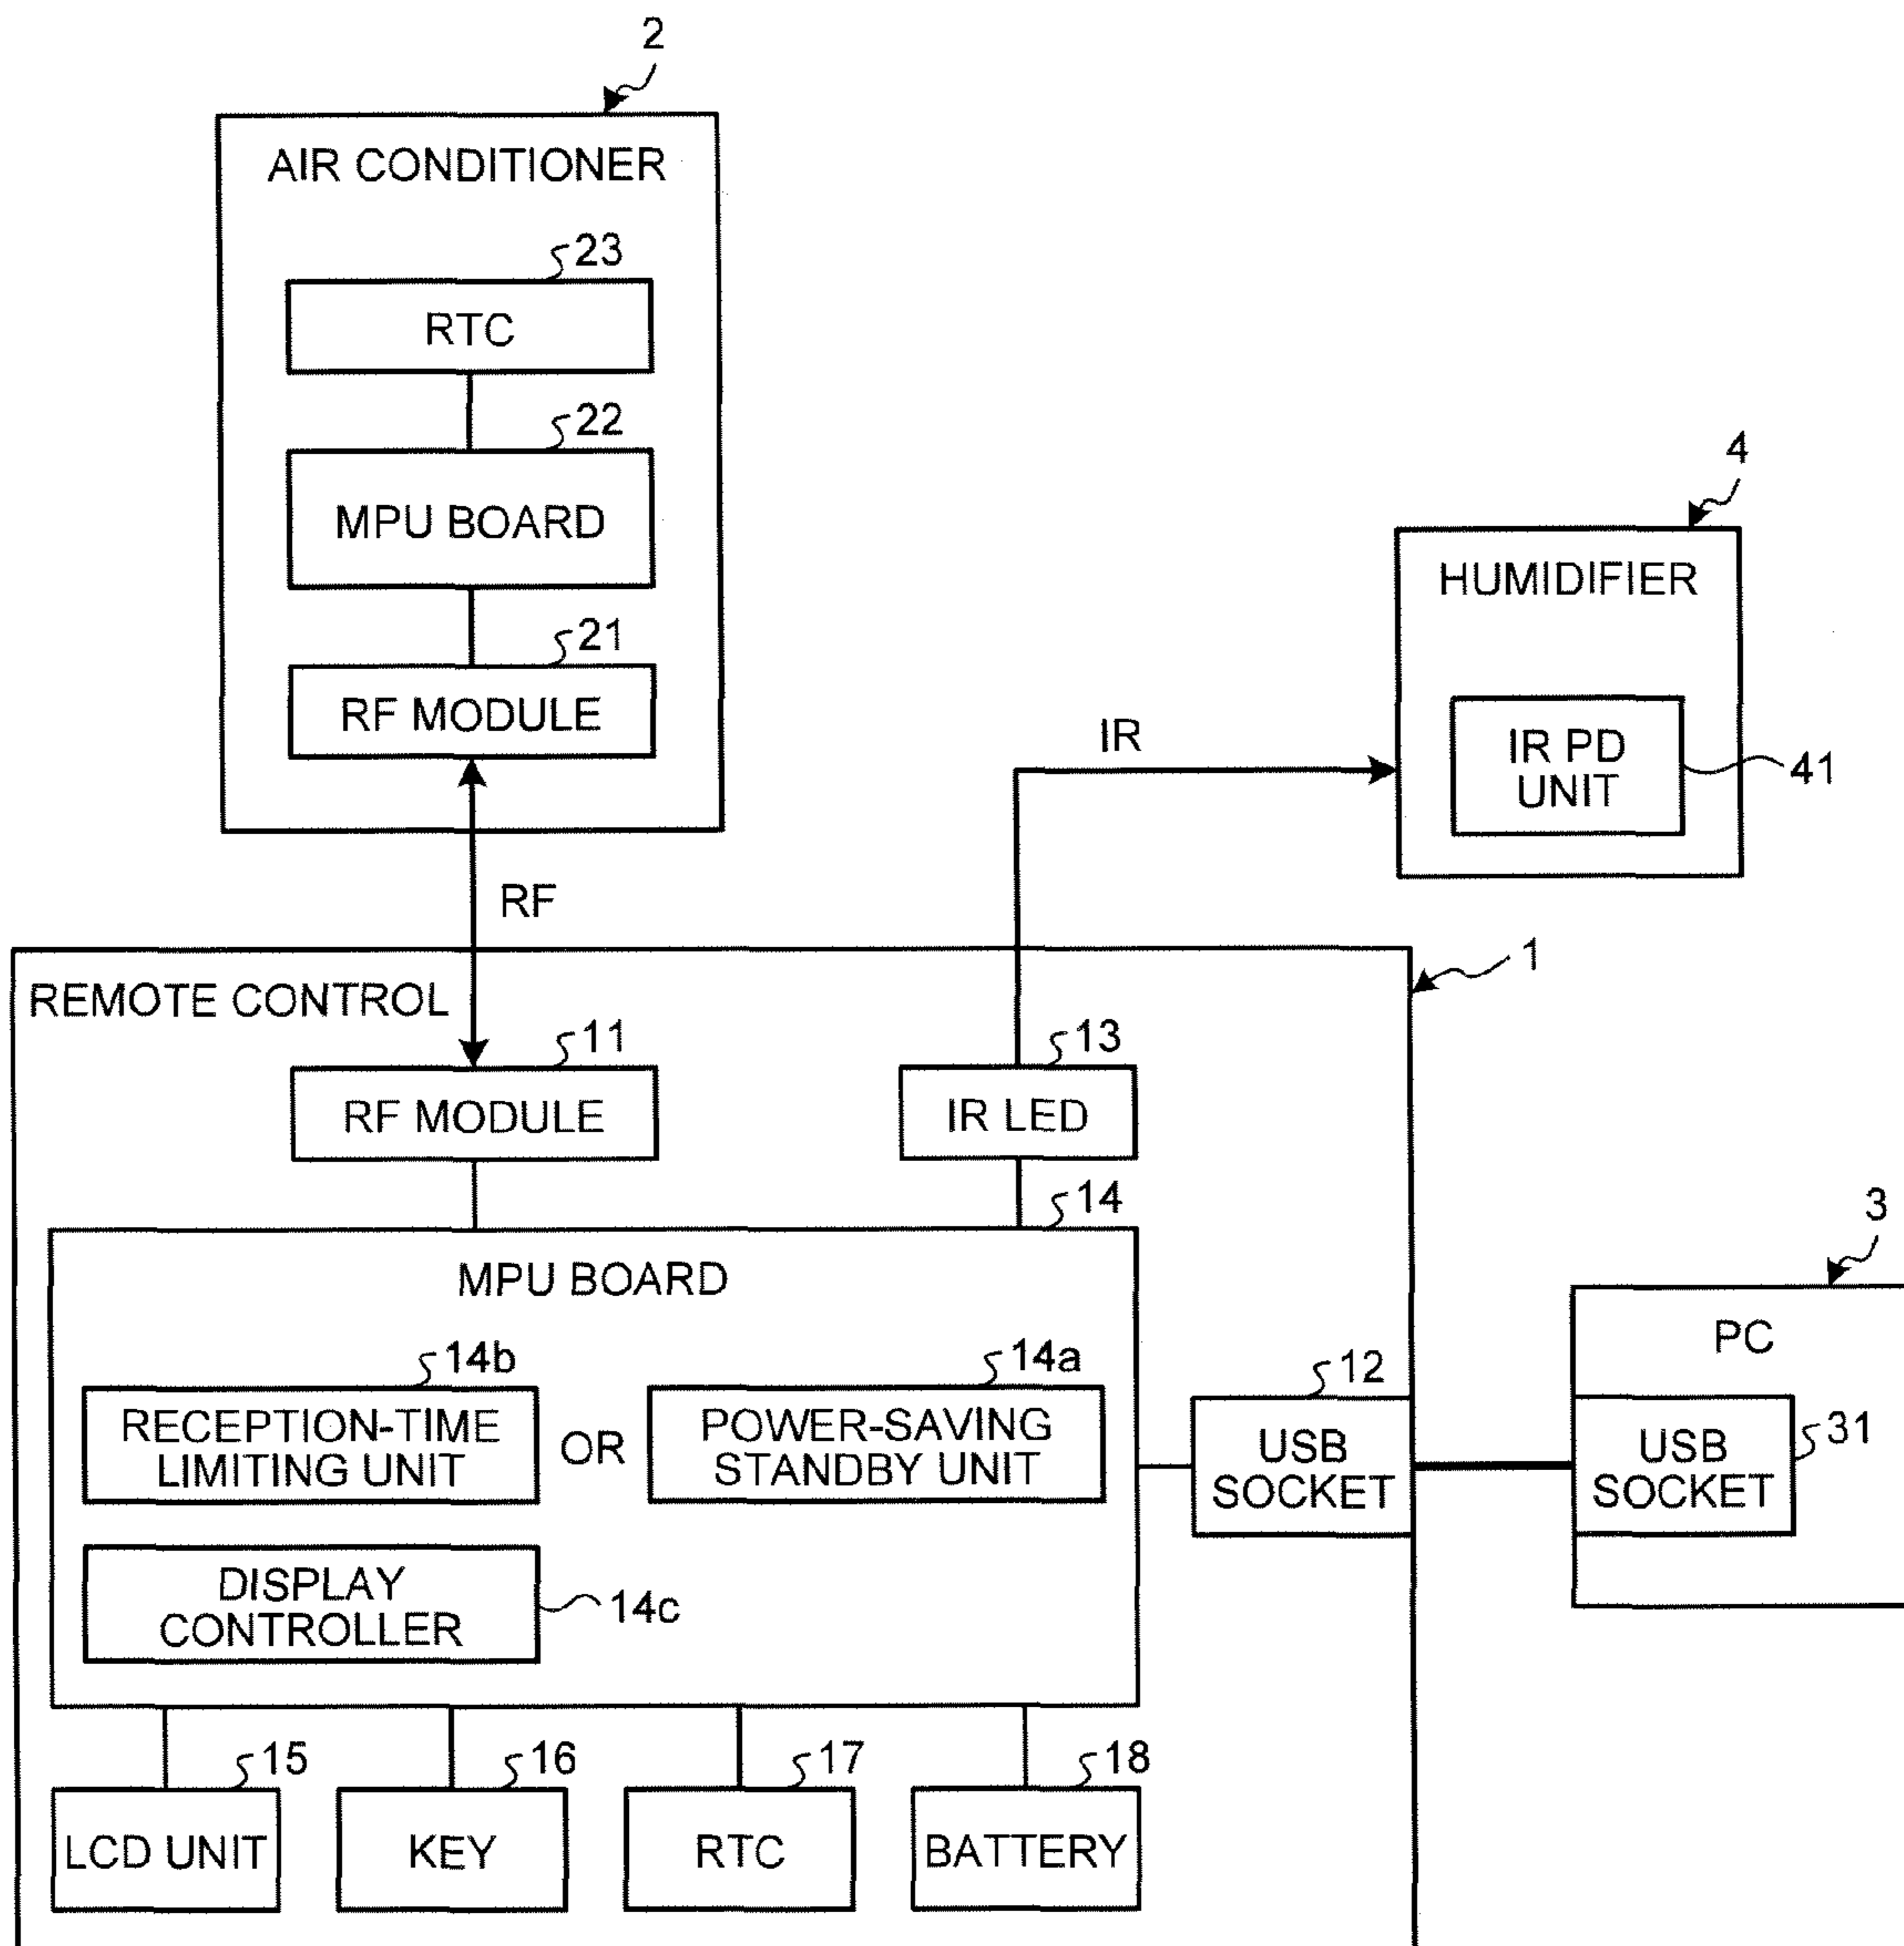 2
AIR CONDITIONER
23
RTC
22
MPU BOARD
21
RF MODULE
RF
4
HUMIDIFIER
IR PD
UNIT
41
IR
1
REMOTE CONTROL
11
RF MODULE
13
IR LED
14
MPU BOARD
14b
RECEPTION-TIME
LIMITING UNIT
OR
14a
POWER-SAVING
STANDBY UNIT
DISPLAY
CONTROLLER
14c
12
USB
SOCKET
3
PC
USB
SOCKET
31
15
LCD UNIT
16
KEY
17
RTC
18
BATTERY